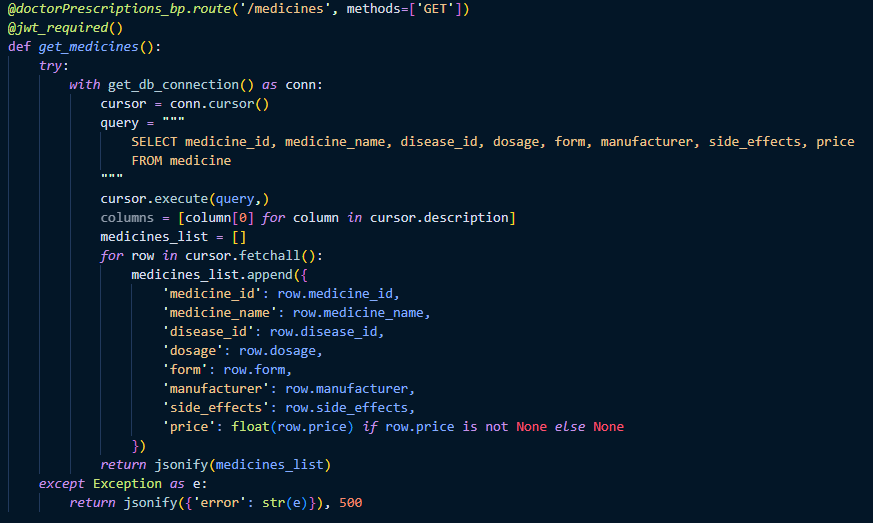 @doctorPrescriptions_bp.route('/medicines', methods=['GET'])
@jwt_required()
def get_medicines():
    try:
        with get_db_connection() as conn:
            cursor = conn.cursor()
            query = """
                SELECT medicine_id, medicine_name, disease_id, dosage, form, manufacturer, side_effects, price
                FROM medicine
            """
            cursor.execute(query,)
            columns = [column[0] for column in cursor.description]
            medicines_list = []
            for row in cursor.fetchall():
                medicines_list.append({
                    'medicine_id': row.medicine_id,
                    'medicine_name': row.medicine_name,
                    'disease_id': row.disease_id,
                    'dosage': row.dosage,
                    'form': row.form,
                    'manufacturer': row.manufacturer,
                    'side_effects': row.side_effects,
                    'price': float(row.price) if row.price is not None else None
                })
            return jsonify(medicines_list)
    except Exception as e:
        return jsonify({'error': str(e)}), 500